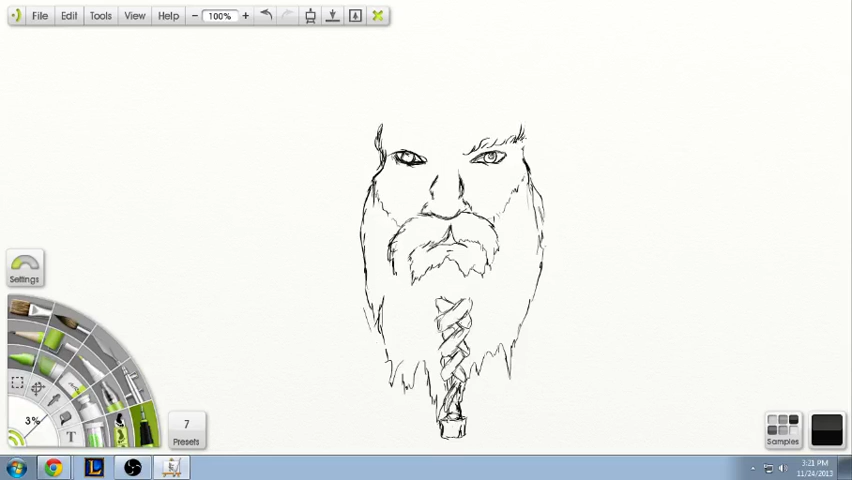 File Edit Tools View Help − 100% +
Settings
3%
T
7
Presets
Samples
L
3:21 PM
11/24/2013